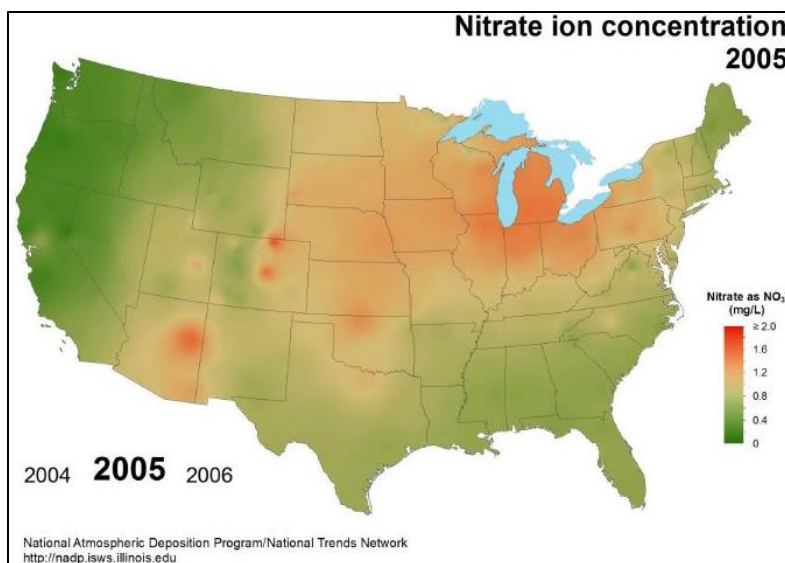 Nitrate ion concentration
2005
Nitrate as NO₃
(mg/L)
≥ 2.0
1.6
1.2
0.8
0.4
0
2004 2005 2006
National Atmospheric Deposition Program/National Trends Network
http://nadp.isws.illinois.edu